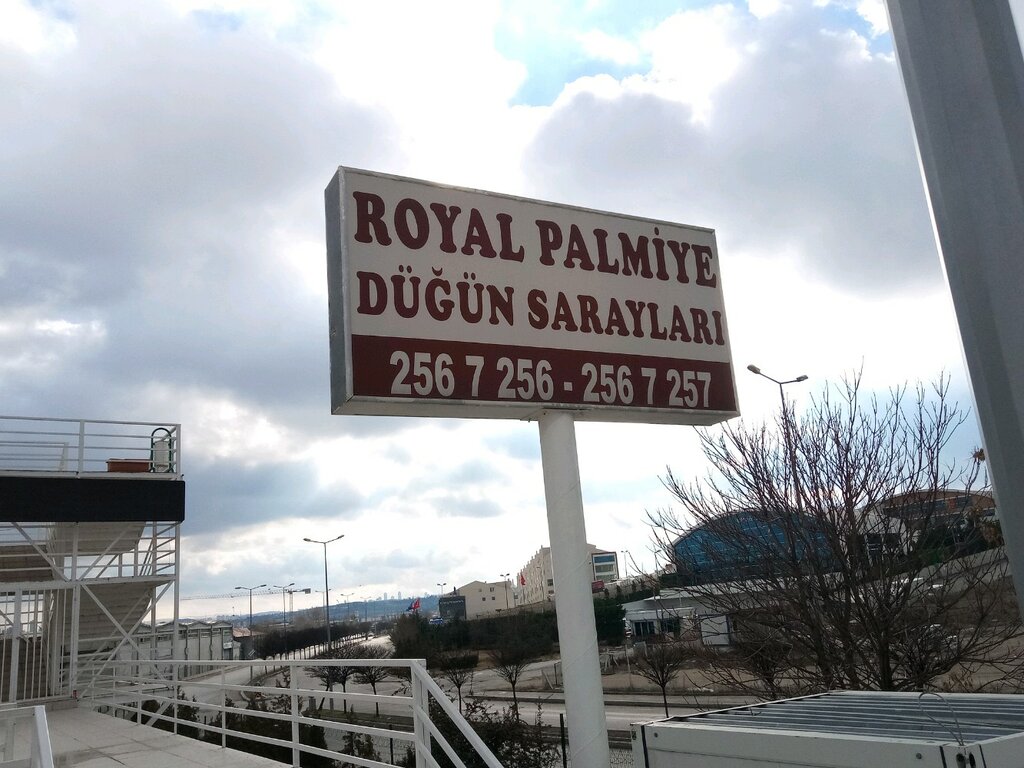 ROYAL PALMİYE
DÜĞÜN SARAYLARI
256 7 256 - 256 7 257